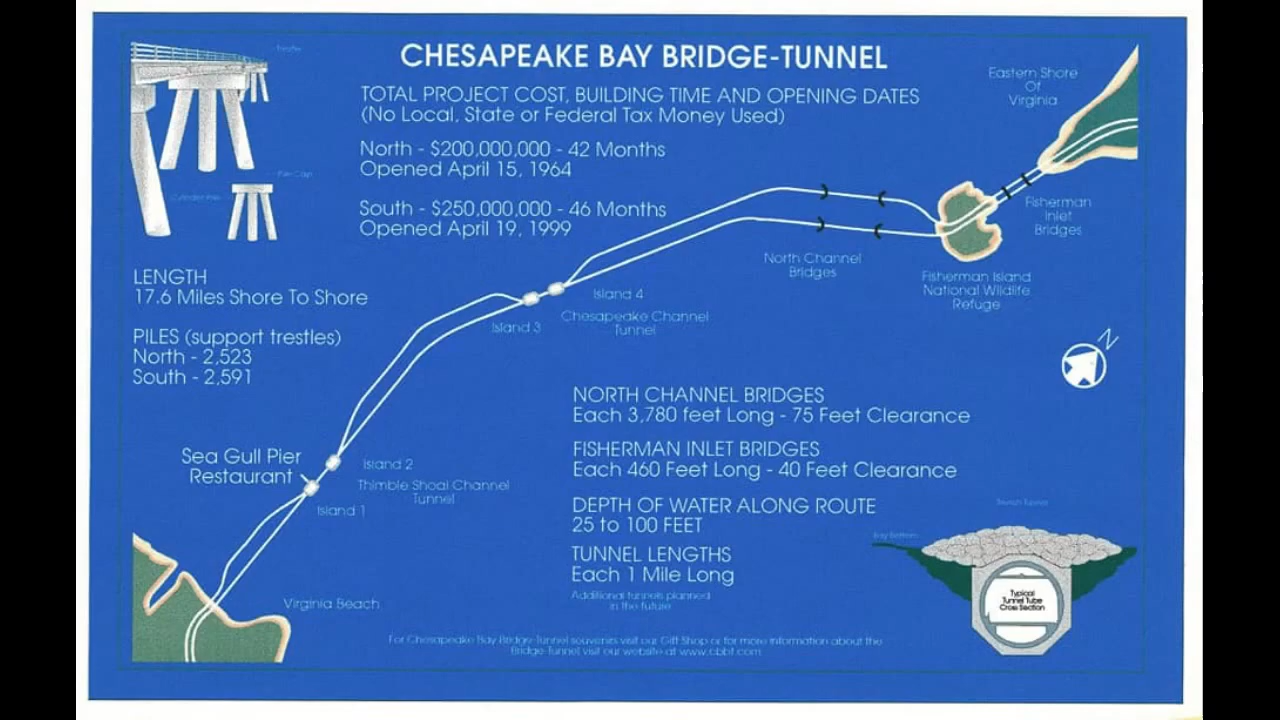 CHESAPEAKE BAY BRIDGE-TUNNEL
TOTAL PROJECT COST, BUILDING TIME AND OPENING DATES
(No Local, State or Federal Tax Money Used)
North - $200,000,000 - 42 Months
Opened April 15, 1964
South - $250,000,000 - 46 Months
Opened April 19, 1999
Trestle
Pile Caps
Cylinder Piles
LENGTH
17.6 Miles Shore To Shore
PILES (support trestles)
North - 2,523
South - 2,591
Eastern Shore
Of
Virginia
Fisherman
Inlet
Bridges
North Channel
Bridges
Fisherman Island
National Wildlife
Refuge
Island 4
Chesapeake Channel
Tunnel
Island 3
N
Sea Gull Pier
Restaurant
Island 2
Thimble Shoal Channel
Tunnel
Island 1
Virginia Beach
NORTH CHANNEL BRIDGES
Each 3,780 feet Long - 75 Feet Clearance
FISHERMAN INLET BRIDGES
Each 460 Feet Long - 40 Feet Clearance
DEPTH OF WATER ALONG ROUTE
25 to 100 FEET
TUNNEL LENGTHS
Each 1 Mile Long
Additional tunnels planned
in the future
Bay Bottom
Typical
Tunnel Tube
Cross Section
For Chesapeake Bay Bridge-Tunnel souvenirs visit our Gift Shop or for more information about the
Bridge-Tunnel visit our website at www.cbbt.com